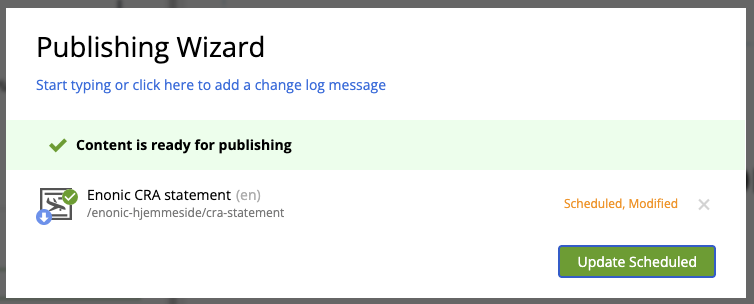 Publishing Wizard
Start typing or click here to add a change log message
Content is ready for publishing
Enonic CRA statement (en)
/enonic-hjemmeside/cra-statement
Scheduled, Modified
Update Scheduled